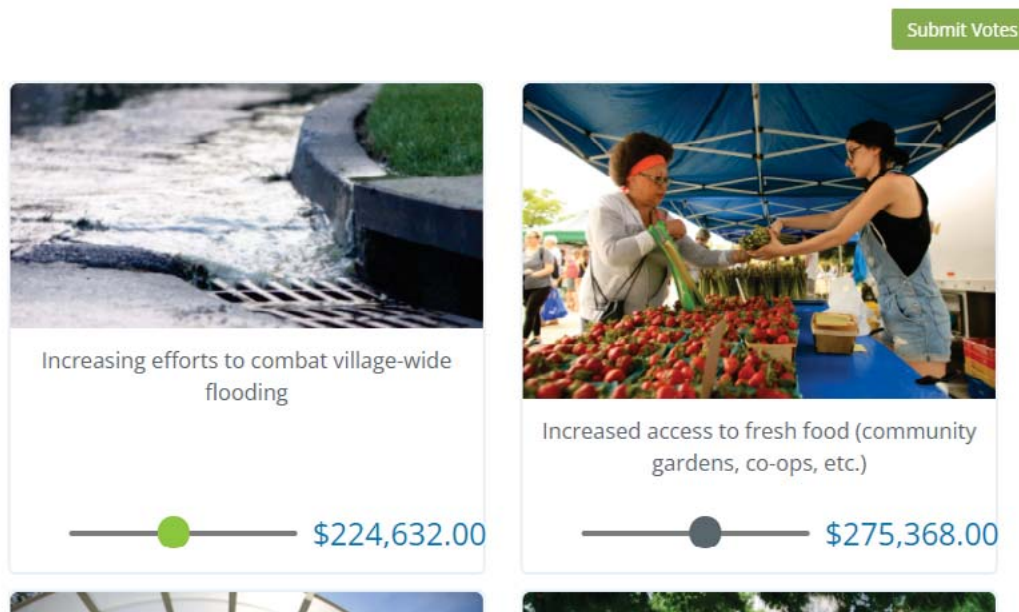 Submit Votes
Increasing efforts to combat village-wide
flooding
Increased access to fresh food (community
gardens, co-ops, etc.)
$224,632.00
$275,368.00